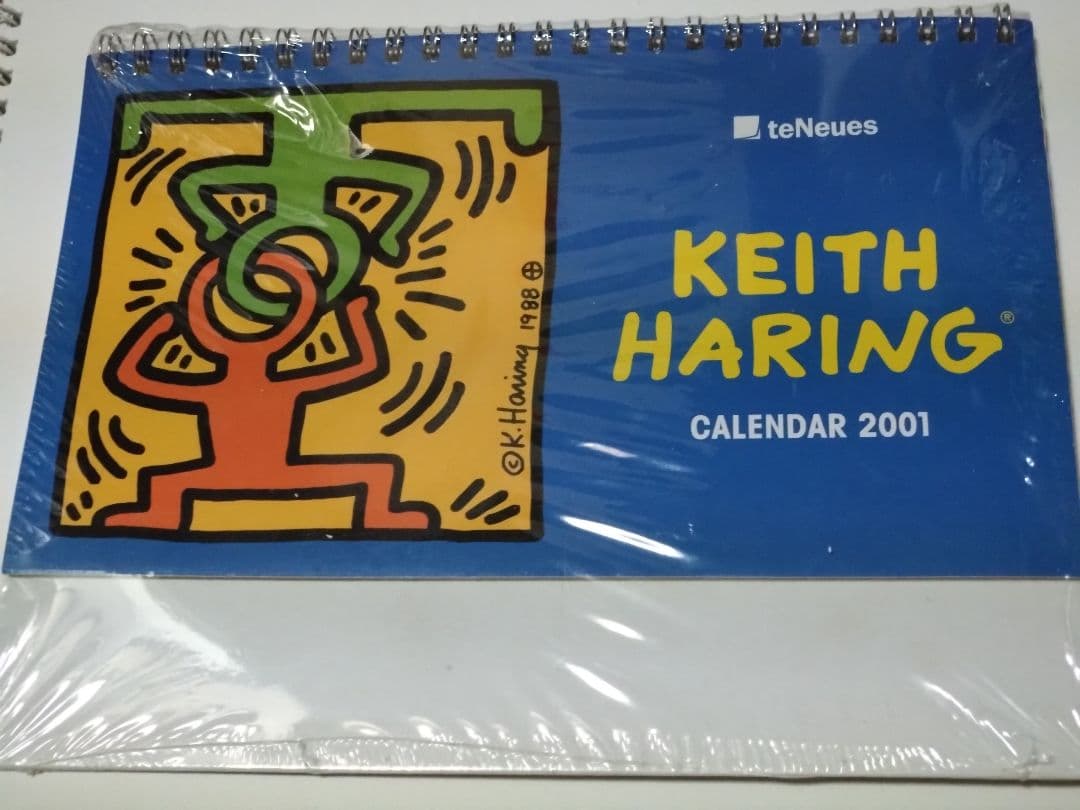 teNeues
KEITH
HARING®
CALENDAR 2001
©K.Haring 1988 ⊕